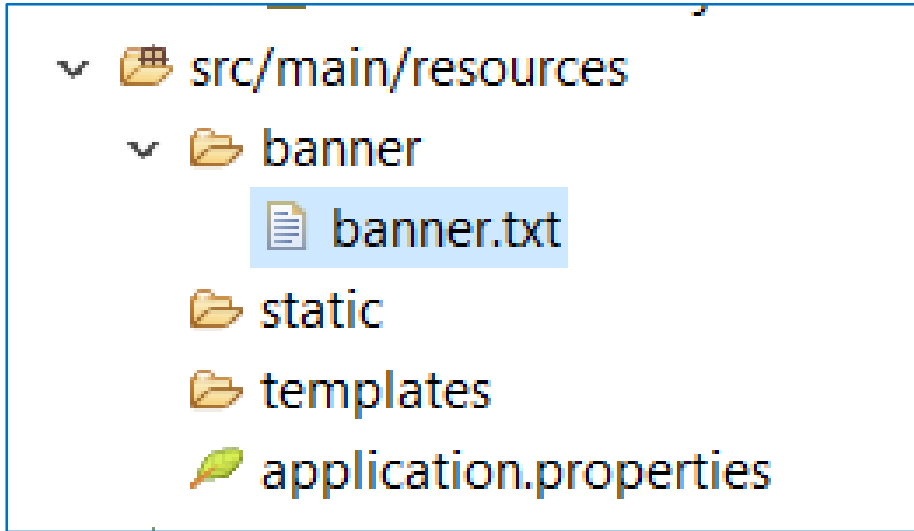 src/main/resources
banner
banner.txt
static
templates
application.properties